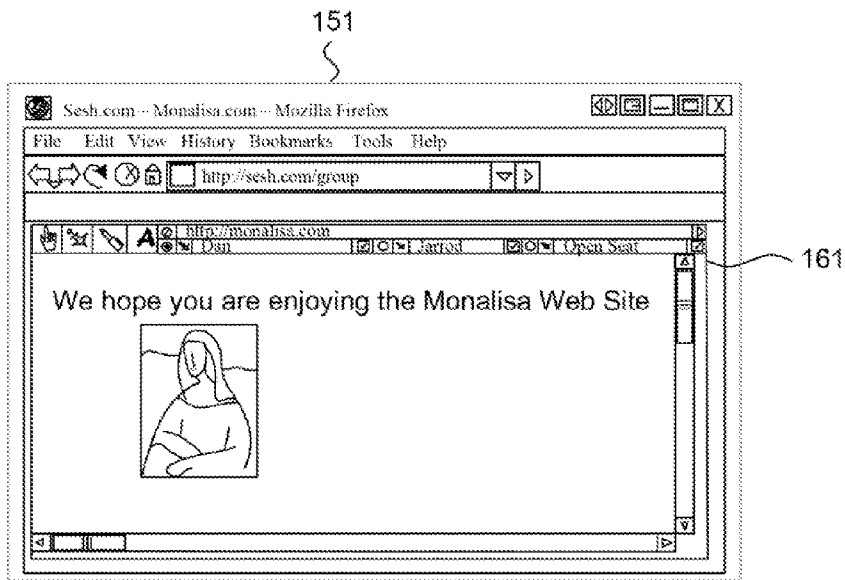 151
Sesh.com – Monalisa.com – Mozilla Firefox
X
File Edit View History Bookmarks Tools Help
http://sesh.com/group
A http://monalisa.com
Dan Jarrod Open Seat
161
We hope you are enjoying the Monalisa Web Site